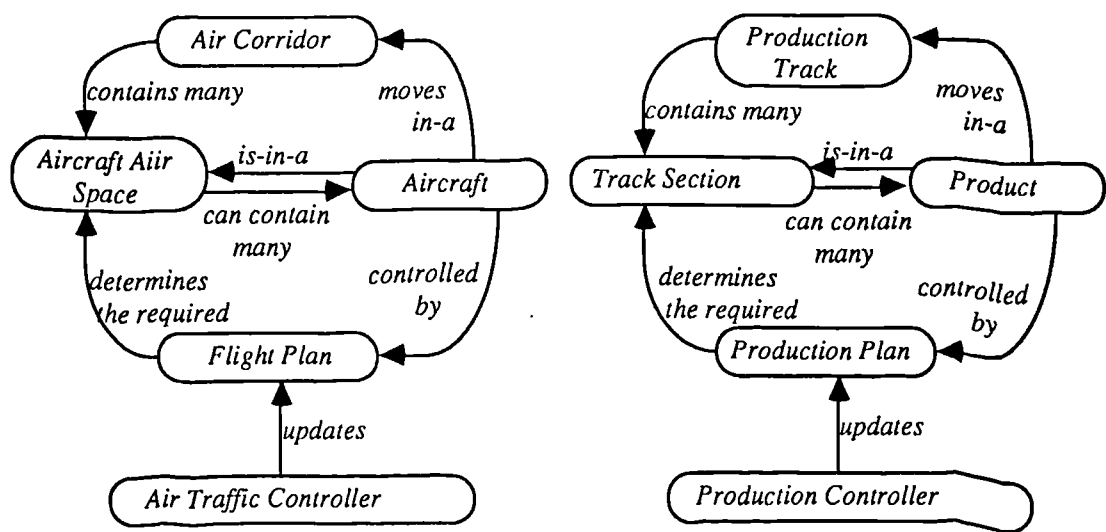 Air Corridor
contains many
moves
in-a
Aircraft Aiir
Space
is-in-a
Aircraft
can contain
many
determines
the required
controlled
by
Flight Plan
updates
Air Traffic Controller
Production
Track
contains many
moves
in-a
Track Section
is-in-a
Product
can contain
many
determines
the required
controlled
by
Production Plan
updates
Production Controller